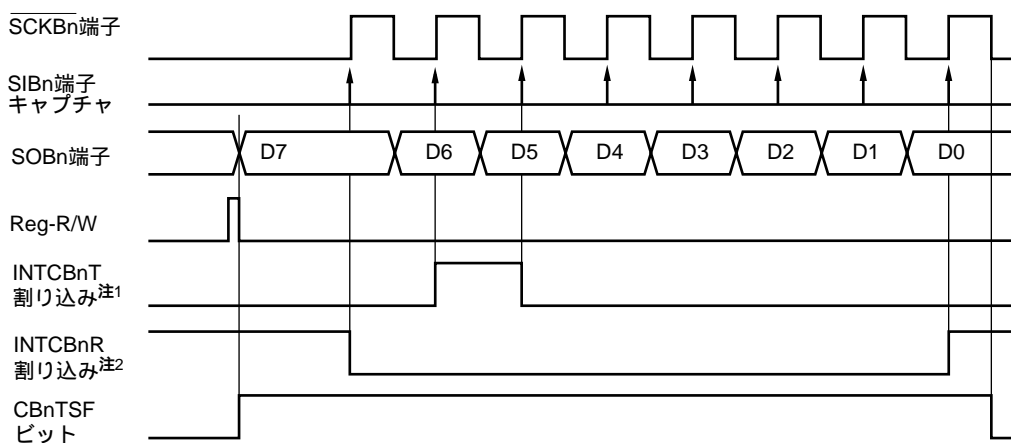 SCKBn端子
SIBn端子
キャプチャ
SOBn端子
D7 D6 D5 D4 D3 D2 D1 D0
Reg-R/W
INTCBnT
割り込み注1
INTCBnR
割り込み注2
CBnTSF
ビット